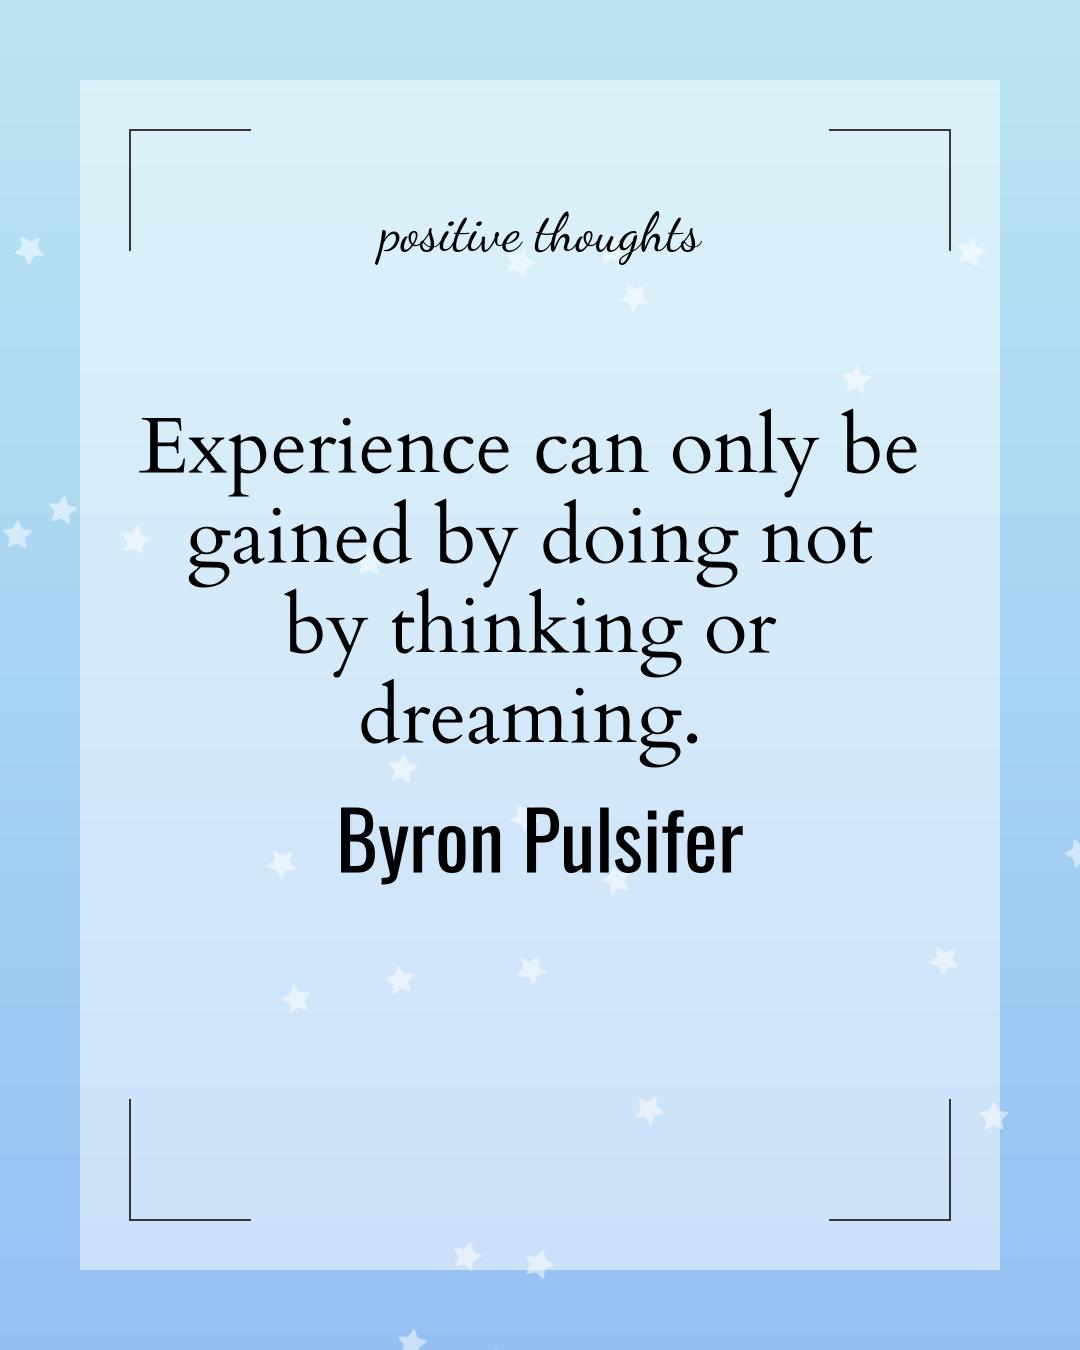 positive thoughts
Experience can only be
gained by doing not
by thinking or
dreaming.
Byron Pulsifer